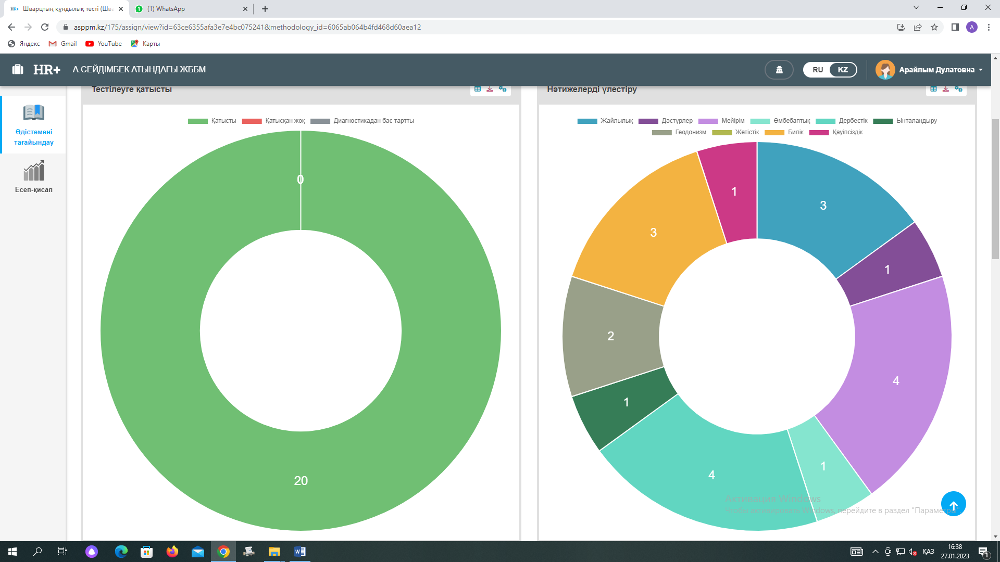 Шварцтың құндылық тесті (Шва
(1) WhatsApp
asppm.kz/175/assign/view?id=63ce6355afa3e7e4bc075241&methodology_id=6065ab064b4fd468d60aea12
A
Яндекс Gmail YouTube Карты
HR+ А.СЕЙДІМБЕК АТЫНДАҒЫ ЖББМ RU KZ Арайлым Дулатовна
Әдістемені
тағайындау
Есеп-қисап
Тестілеуге қатысты
Қатысты Қатысқан жоқ Диагностикадан бас тартты
0
20
Нәтижелерді үлестіру
Жайлылық Дәстүрлер Мейірім Әмбебаптық Дербестік Ынталандыру
Геодонизм Жетістік Билік Қауіпсіздік
1
3
3
1
2
4
1
1
4
Активация Windows
Чтобы активировать Windows, перейдите в раздел "Параметры".
ҚАЗ
16:38
27.01.2023
1